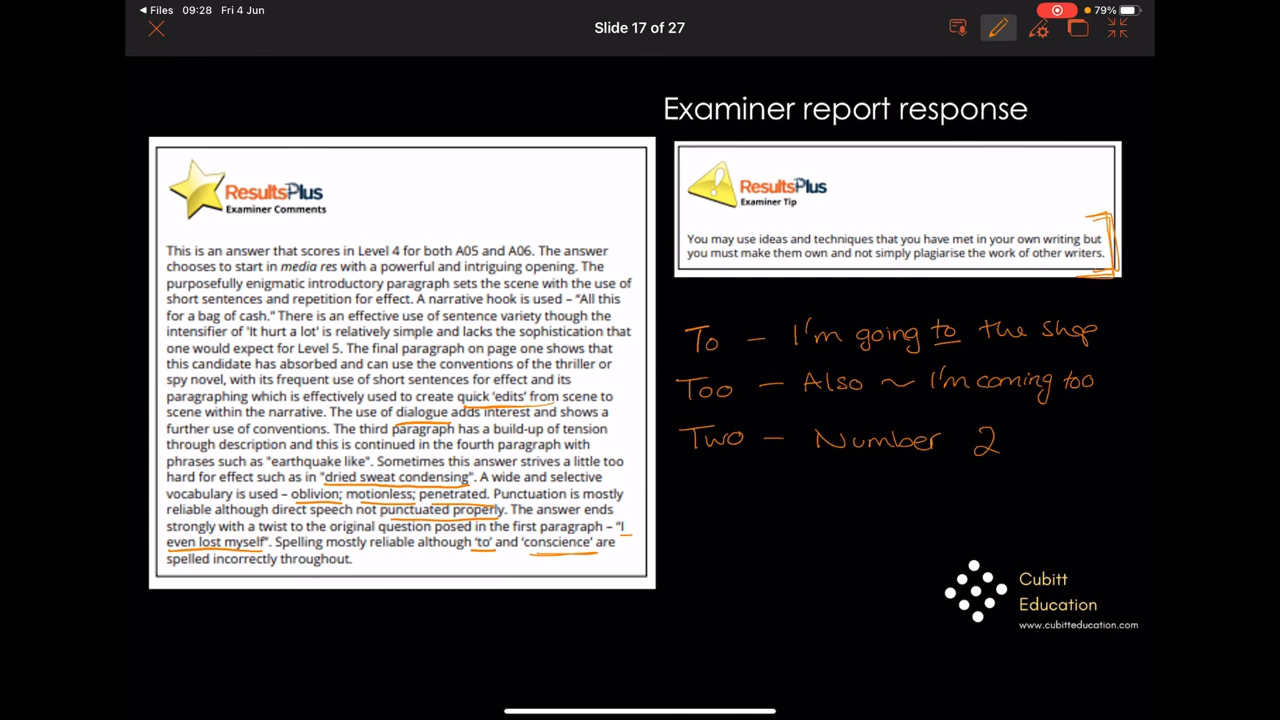 Files 09:28 Fri 4 Jun
79%
Slide 17 of 27
Examiner report response
ResultsPlus
Examiner Comments
This is an answer that scores in Level 4 for both A05 and A06. The answer
chooses to start in media res with a powerful and intriguing opening. The
purposefully enigmatic introductory paragraph sets the scene with the use of
short sentences and repetition for effect. A narrative hook is used – "All this
for a bag of cash." There is an effective use of sentence variety though the
intensifier of 'It hurt a lot' is relatively simple and lacks the sophistication that
one would expect for Level 5. The final paragraph on page one shows that
this candidate has absorbed and can use the conventions of the thriller or
spy novel, with its frequent use of short sentences for effect and its
paragraphing which is effectively used to create quick 'edits' from scene to
scene within the narrative. The use of dialogue adds interest and shows a
further use of conventions. The third paragraph has a build-up of tension
through description and this is continued in the fourth paragraph with
phrases such as "earthquake like". Sometimes this answer strives a little too
hard for effect such as in "dried sweat condensing". A wide and selective
vocabulary is used – oblivion; motionless; penetrated. Punctuation is mostly
reliable although direct speech not punctuated properly. The answer ends
strongly with a twist to the original question posed in the first paragraph – "I
even lost myself". Spelling mostly reliable although 'to' and 'conscience' are
spelled incorrectly throughout.
ResultsPlus
Examiner Tip
You may use ideas and techniques that you have met in your own writing but
you must make them own and not simply plagiarise the work of other writers.
To – I'm going to the shop
Too – Also ~ I'm coming too
Two – Number 2
Cubitt
Education
www.cubitteducation.com